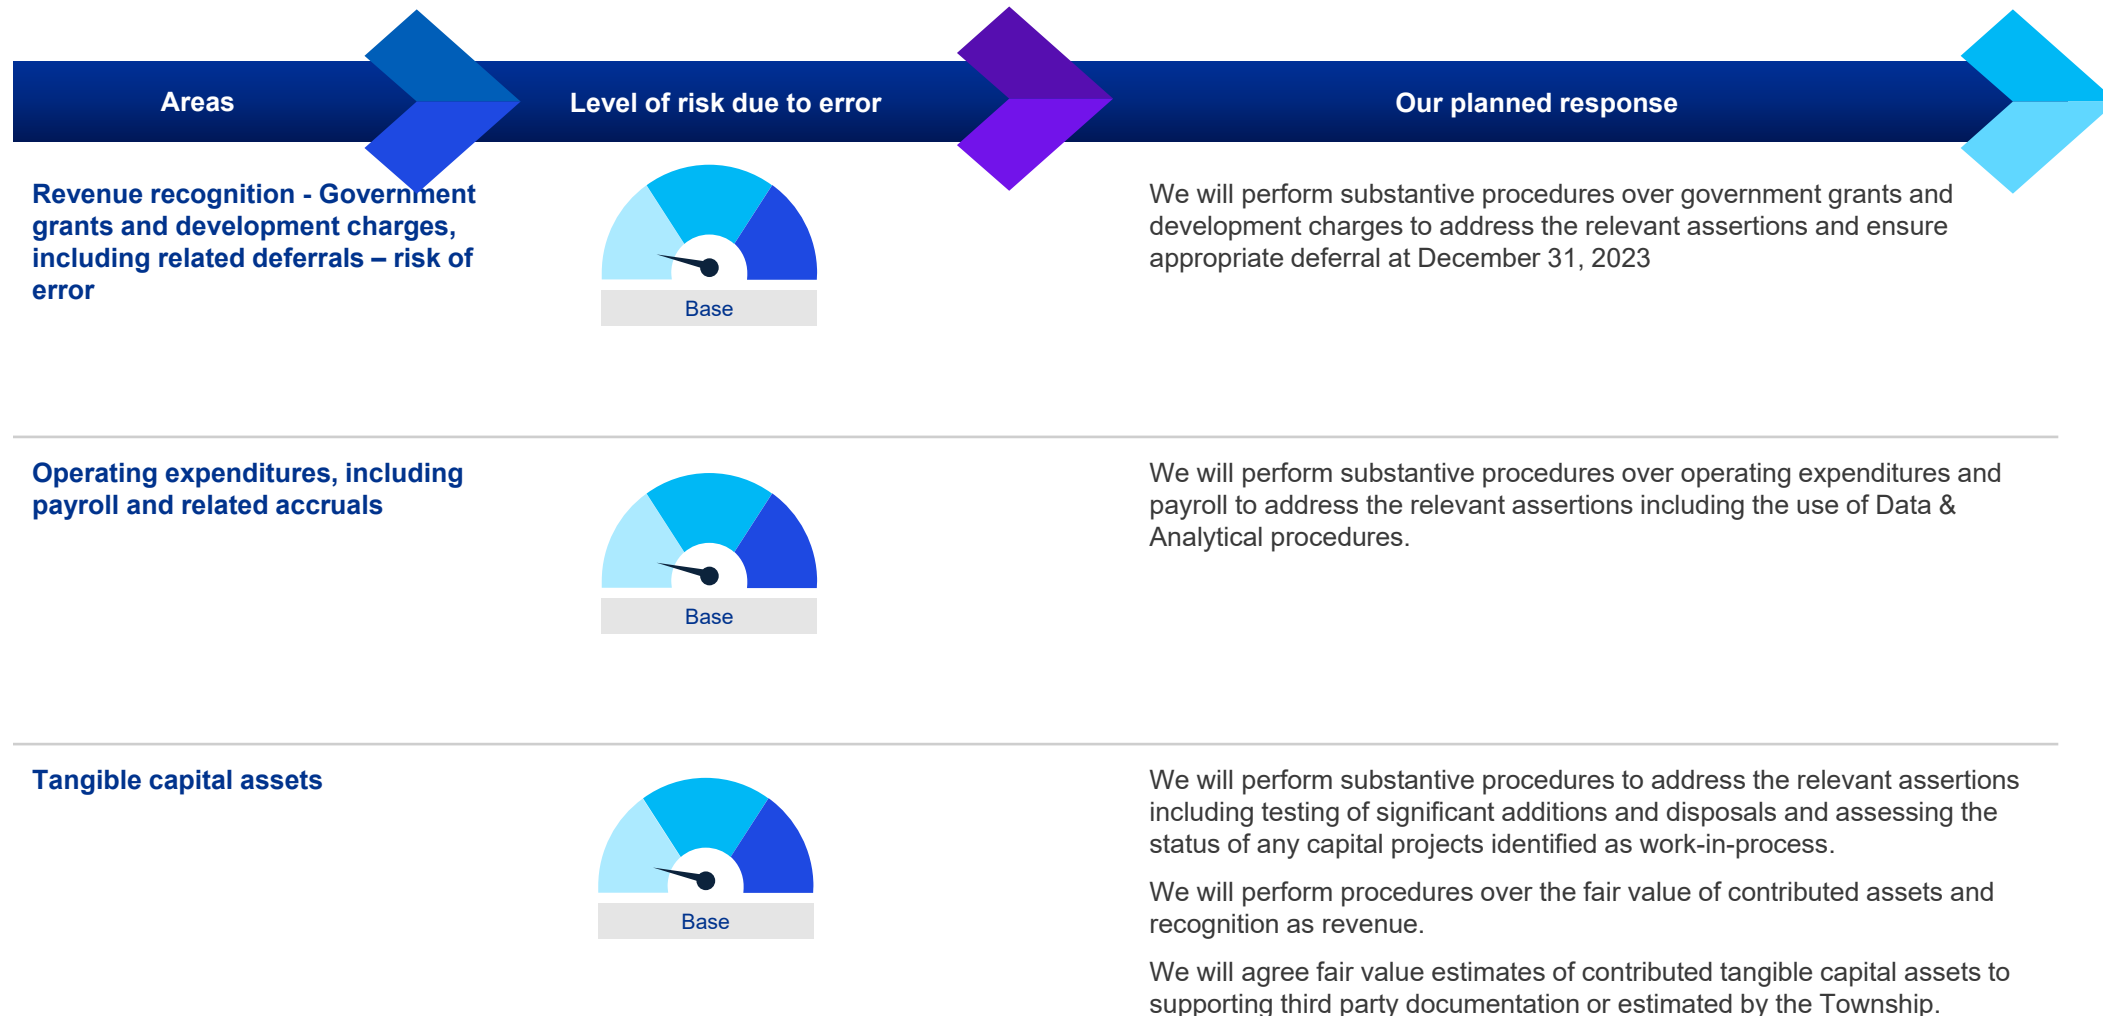 Areas
Level of risk due to error
Our planned response
Revenue recognition - Government
grants and development charges,
including related deferrals – risk of
error
Base
We will perform substantive procedures over government grants and
development charges to address the relevant assertions and ensure
appropriate deferral at December 31, 2023
Operating expenditures, including
payroll and related accruals
Base
We will perform substantive procedures over operating expenditures and
payroll to address the relevant assertions including the use of Data &
Analytical procedures.
Tangible capital assets
Base
We will perform substantive procedures to address the relevant assertions
including testing of significant additions and disposals and assessing the
status of any capital projects identified as work-in-process.
We will perform procedures over the fair value of contributed assets and
recognition as revenue.
We will agree fair value estimates of contributed tangible capital assets to
supporting third party documentation or estimated by the Township.